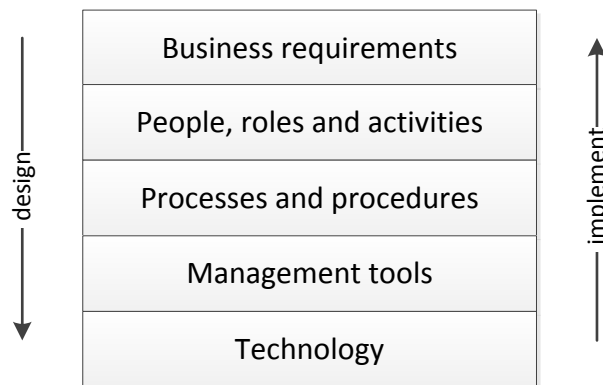 Business requirements
People, roles and activities
Processes and procedures
Management tools
Technology
design
implement